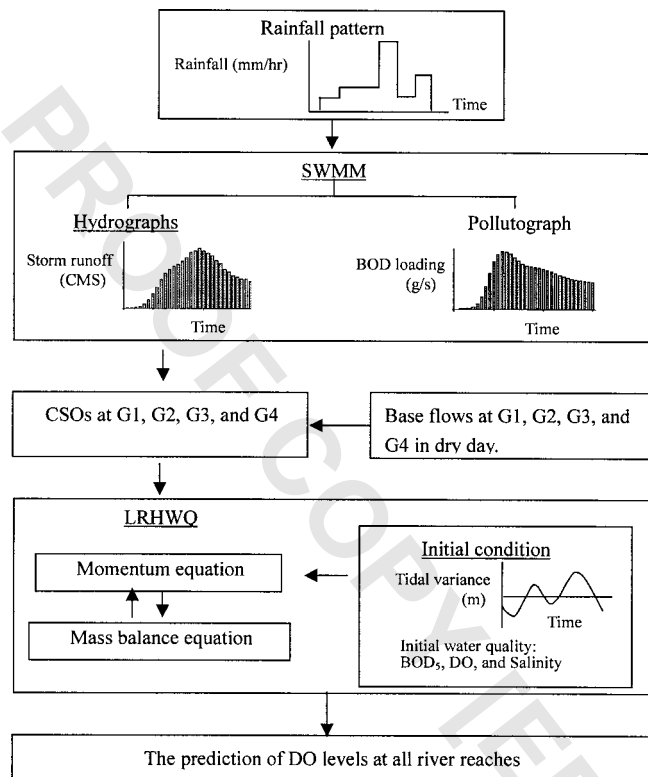 Rainfall pattern
Rainfall (mm/hr)
Time
SWMM
Hydrographs
Storm runoff
(CMS)
Time
Pollutograph
BOD loading
(g/s)
Time
CSOs at G1, G2, G3, and G4
Base flows at G1, G2, G3, and
G4 in dry day.
LRHWQ
Momentum equation
Mass balance equation
Initial condition
Tidal variance
(m)
Time
Initial water quality:
BOD₅, DO, and Salinity
The prediction of DO levels at all river reaches
PROOF COPY [E